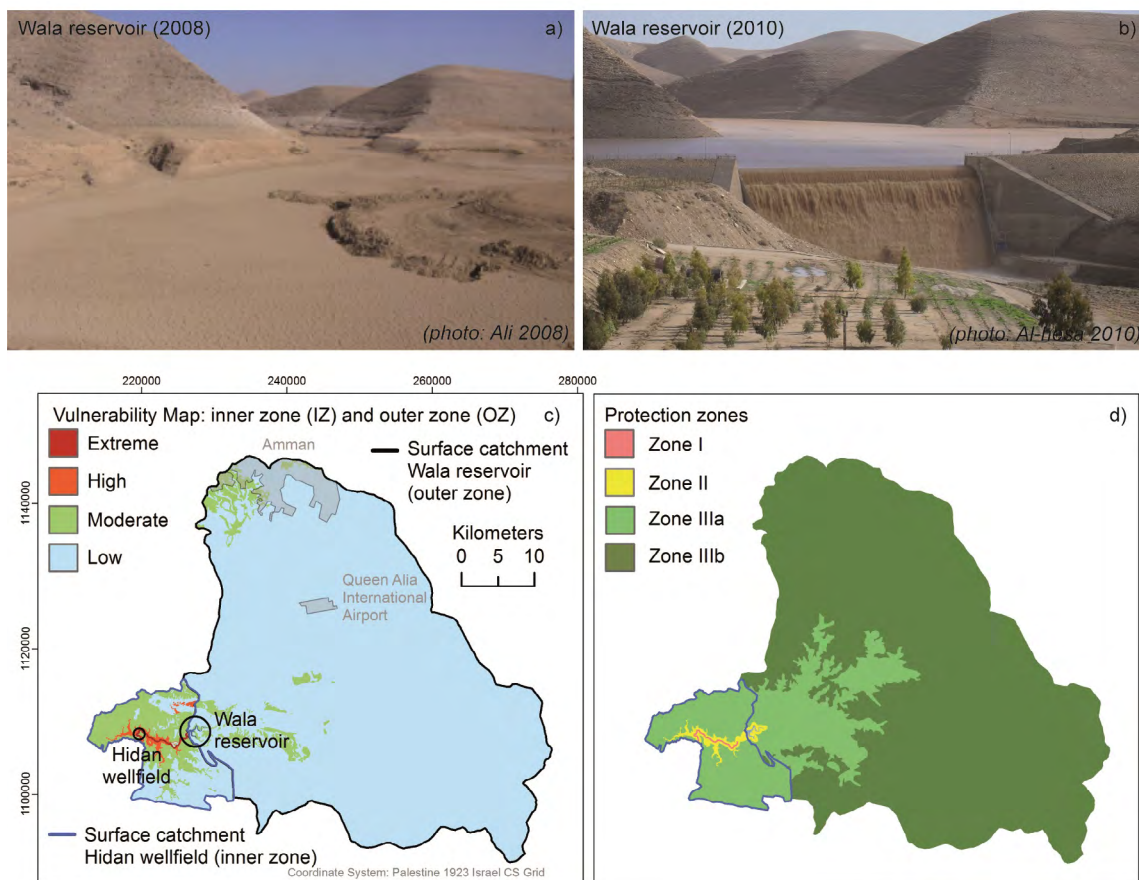 Wala reservoir (2008)
a)
(photo: Ali 2008)
Wala reservoir (2010)
b)
(photo: Al-hesa 2010)
220000
240000
260000
280000
1140000
1120000
1100000
Vulnerability Map: inner zone (IZ) and outer zone (OZ)
c)
Extreme
High
Moderate
Low
Amman
Surface catchment
Wala reservoir
(outer zone)
Kilometers
0 5 10
Queen Alia
International
Airport
Wala
reservoir
Hidan
wellfield
Surface catchment
Hidan wellfield (inner zone)
Coordinate System: Palestine 1923 Israel CS Grid
Protection zones
d)
Zone I
Zone II
Zone IIIa
Zone IIIb